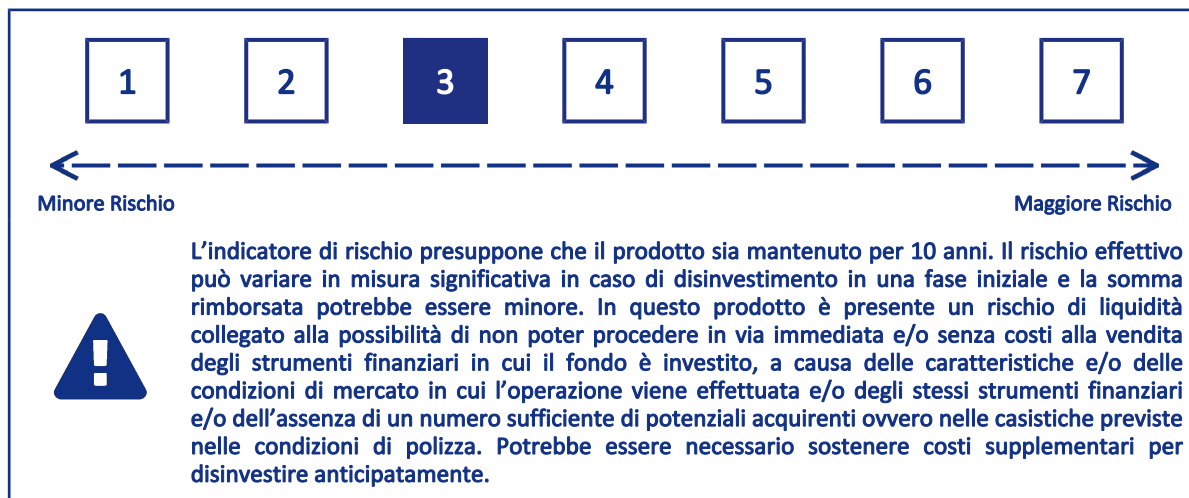 1 2 3 4 5 6 7
Minore Rischio Maggiore Rischio
L'indicatore di rischio presuppone che il prodotto sia mantenuto per 10 anni. Il rischio effettivo
può variare in misura significativa in caso di disinvestimento in una fase iniziale e la somma
rimborsata potrebbe essere minore. In questo prodotto è presente un rischio di liquidità
collegato alla possibilità di non poter procedere in via immediata e/o senza costi alla vendita
degli strumenti finanziari in cui il fondo è investito, a causa delle caratteristiche e/o delle
condizioni di mercato in cui l'operazione viene effettuata e/o degli stessi strumenti finanziari
e/o dell'assenza di un numero sufficiente di potenziali acquirenti ovvero nelle casistiche previste
nelle condizioni di polizza. Potrebbe essere necessario sostenere costi supplementari per
disinvestire anticipatamente.